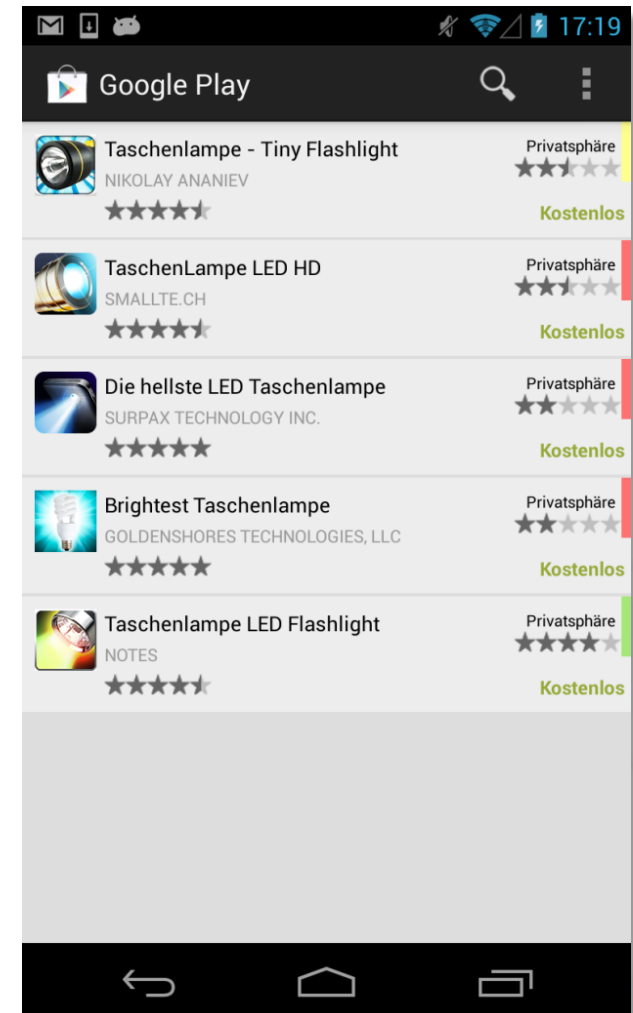 17:19
Google Play
Taschenlampe - Tiny Flashlight
Privatsphäre
NIKOLAY ANANIEV
Kostenlos
TaschenLampe LED HD
Privatsphäre
SMALLTE.CH
Kostenlos
Die hellste LED Taschenlampe
Privatsphäre
SURPAX TECHNOLOGY INC.
Kostenlos
Brightest Taschenlampe
Privatsphäre
GOLDENSHORES TECHNOLOGIES, LLC
Kostenlos
Taschenlampe LED Flashlight
Privatsphäre
NOTES
Kostenlos